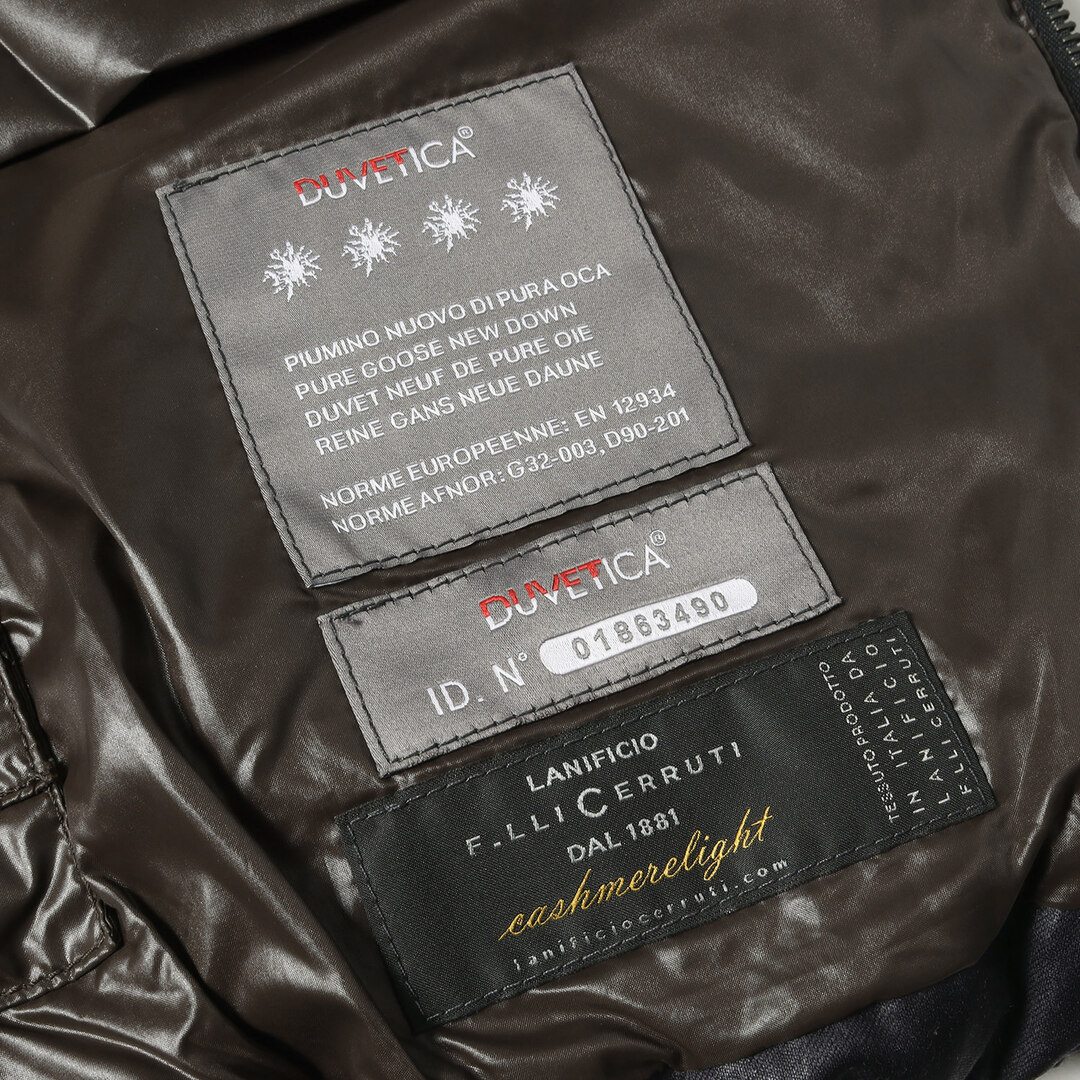 DUVETICA®
PIUMINO NUOVO DI PURA OCA
PURE GOOSE NEW DOWN
DUVET NEUF DE PURE OIE
REINE GANS NEUE DAUNE
NORME EUROPEENNE: EN 12934
NORME AFNOR: G32-003, D90-201
DUVETICA®
ID. N° 01863490
LANIFICIO
F.LLI CERRUTI
DAL 1881
cashmerelight
lanificiocerruti.com
TESSUTO PRODOTTO
IN ITALIA DA
LANIFICIO
F.LLI CERRUTI